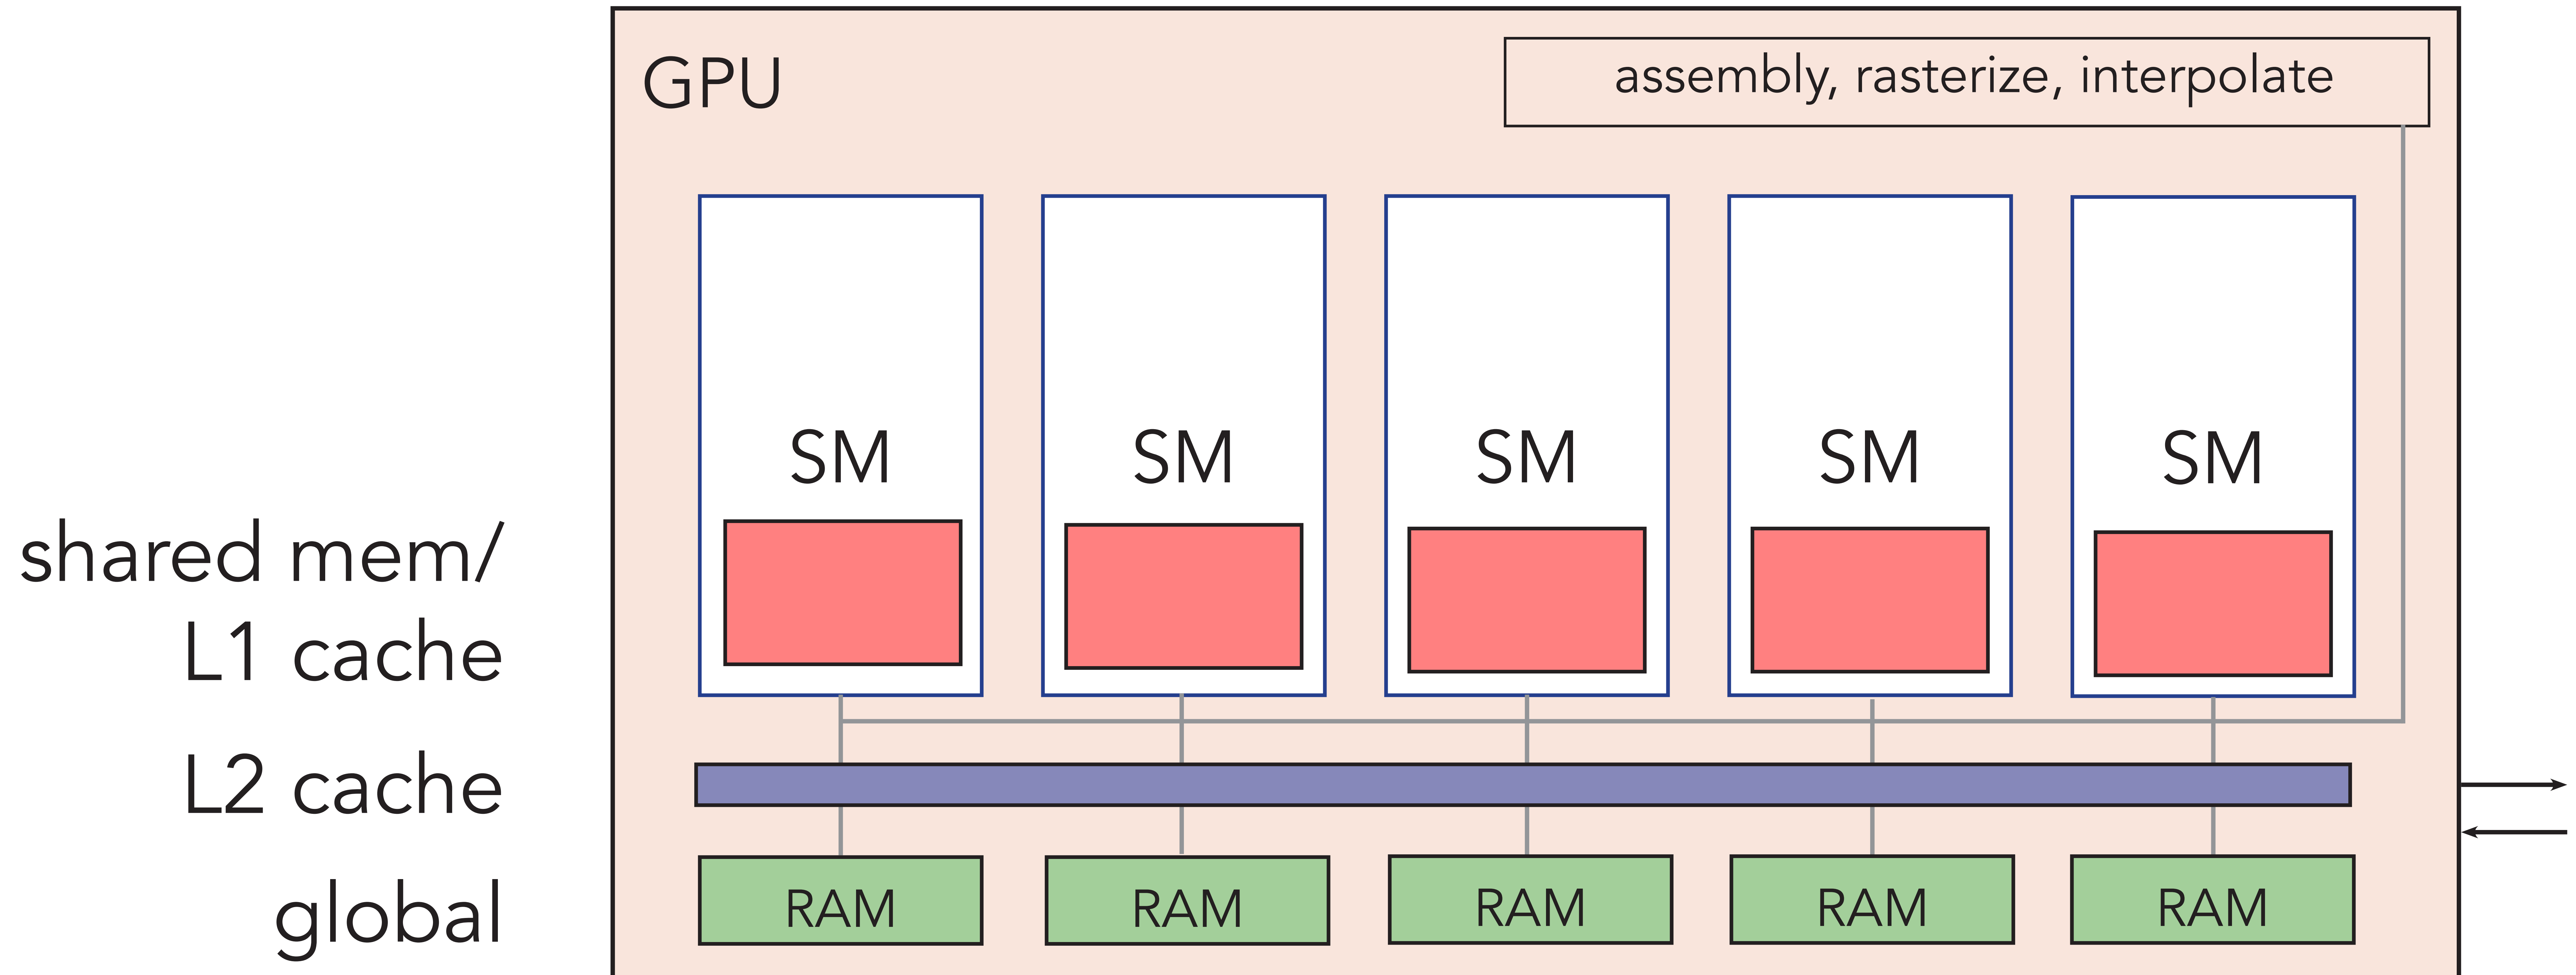 GPU
assembly, rasterize, interpolate
SM
SM
SM
SM
SM
shared mem/
L1 cache
L2 cache
global
RAM
RAM
RAM
RAM
RAM